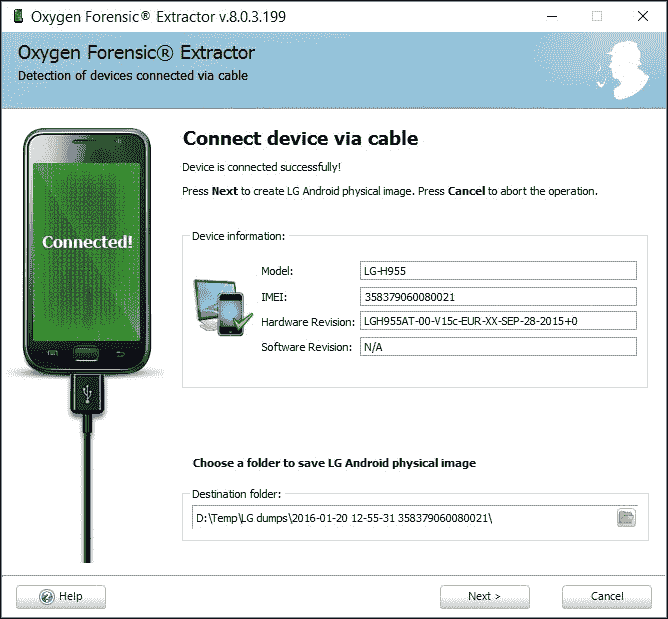 Oxygen Forensic® Extractor v.8.0.3.199
Oxygen Forensic® Extractor
Detection of devices connected via cable
Connect device via cable
Device is connected successfully!
Press Next to create LG Android physical image. Press Cancel to abort the operation.
Connected!
Device information:
Model: LG-H955
IMEI: 358379060080021
Hardware Revision: LGH955AT-00-V15c-EUR-XX-SEP-28-2015+0
Software Revision: N/A
Choose a folder to save LG Android physical image
Destination folder:
D:\Temp\LG dumps\2016-01-20 12-55-31 358379060080021\
Help
Next >
Cancel